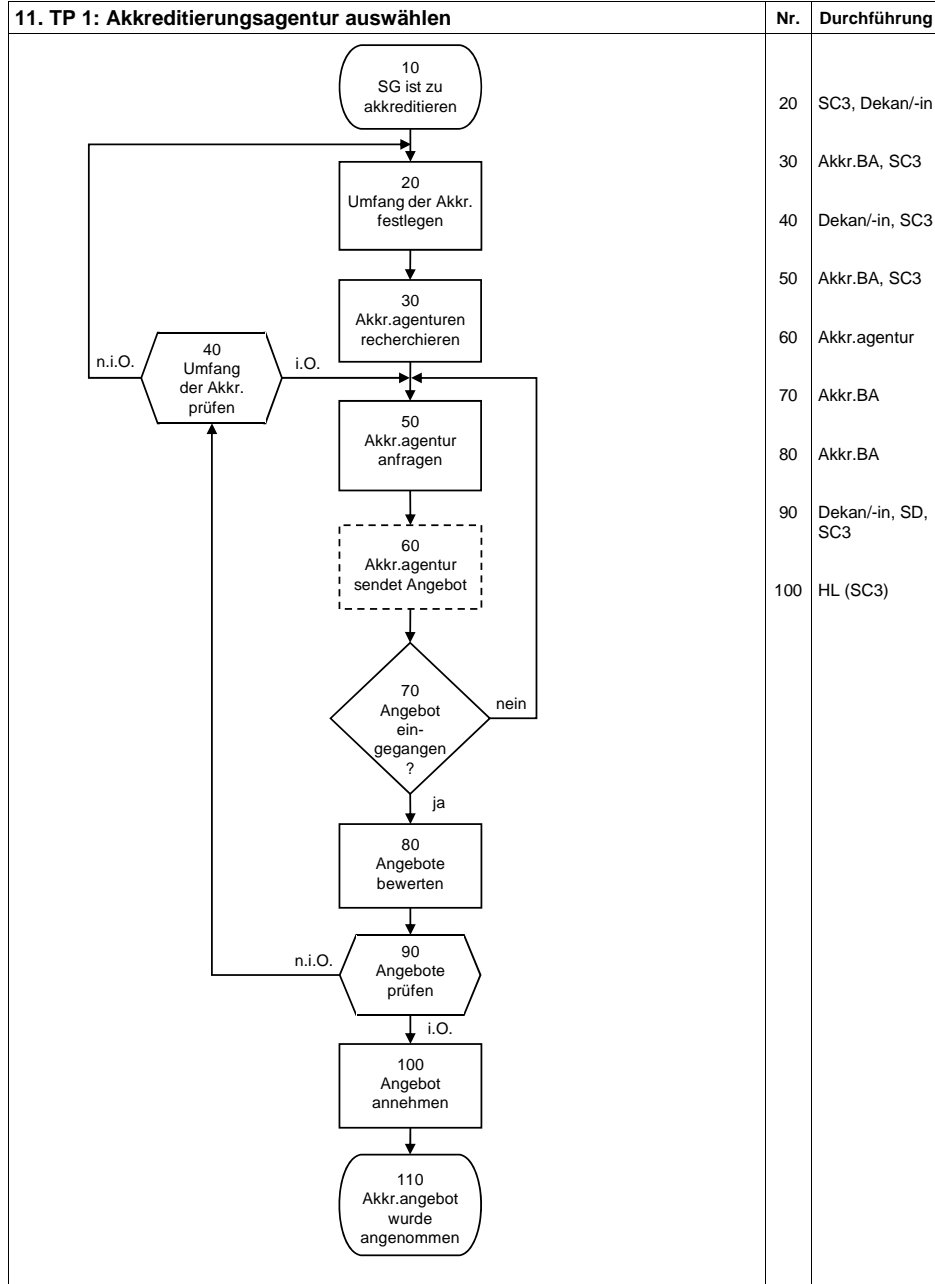 11. TP 1: Akkreditierungsagentur auswählen
Nr.
Durchführung
10
SG ist zu
akkreditieren
20
Umfang der Akkr.
festlegen
30
Akkr.agenturen
recherchieren
n.i.O.
40
Umfang
der Akkr.
prüfen
i.O.
50
Akkr.agentur
anfragen
60
Akkr.agentur
sendet Angebot
70
Angebot
ein-
gegangen
?
nein
ja
80
Angebote
bewerten
n.i.O.
90
Angebote
prüfen
i.O.
100
Angebot
annehmen
110
Akkr.angebot
wurde
angenommen
20 SC3, Dekan/-in
30 Akkr.BA, SC3
40 Dekan/-in, SC3
50 Akkr.BA, SC3
60 Akkr.agentur
70 Akkr.BA
80 Akkr.BA
90 Dekan/-in, SD,
SC3
100 HL (SC3)